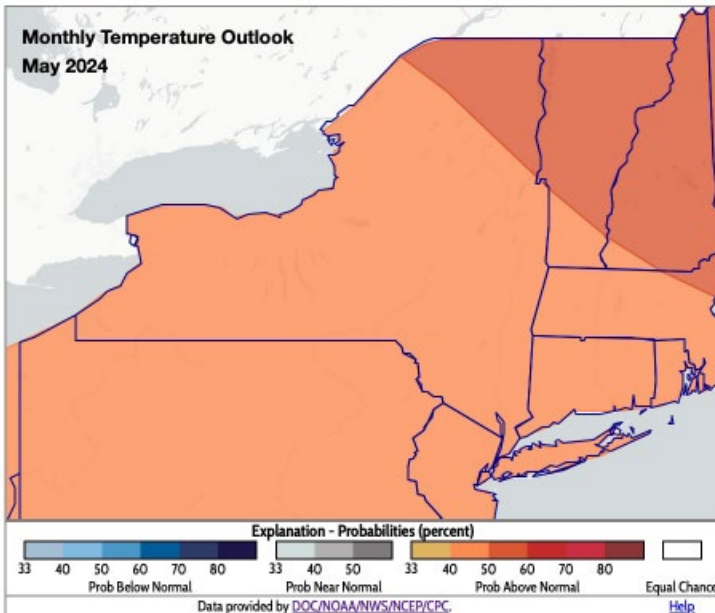 Monthly Temperature Outlook
May 2024
Explanation - Probabilities (percent)
33 40 50 60 70 80 33 40 50 60 33 40 50 60 70 80
Prob Below Normal Prob Near Normal Prob Above Normal Equal Chance
Data provided by DOC/NOAA/NWS/NCEP/CPC. Help